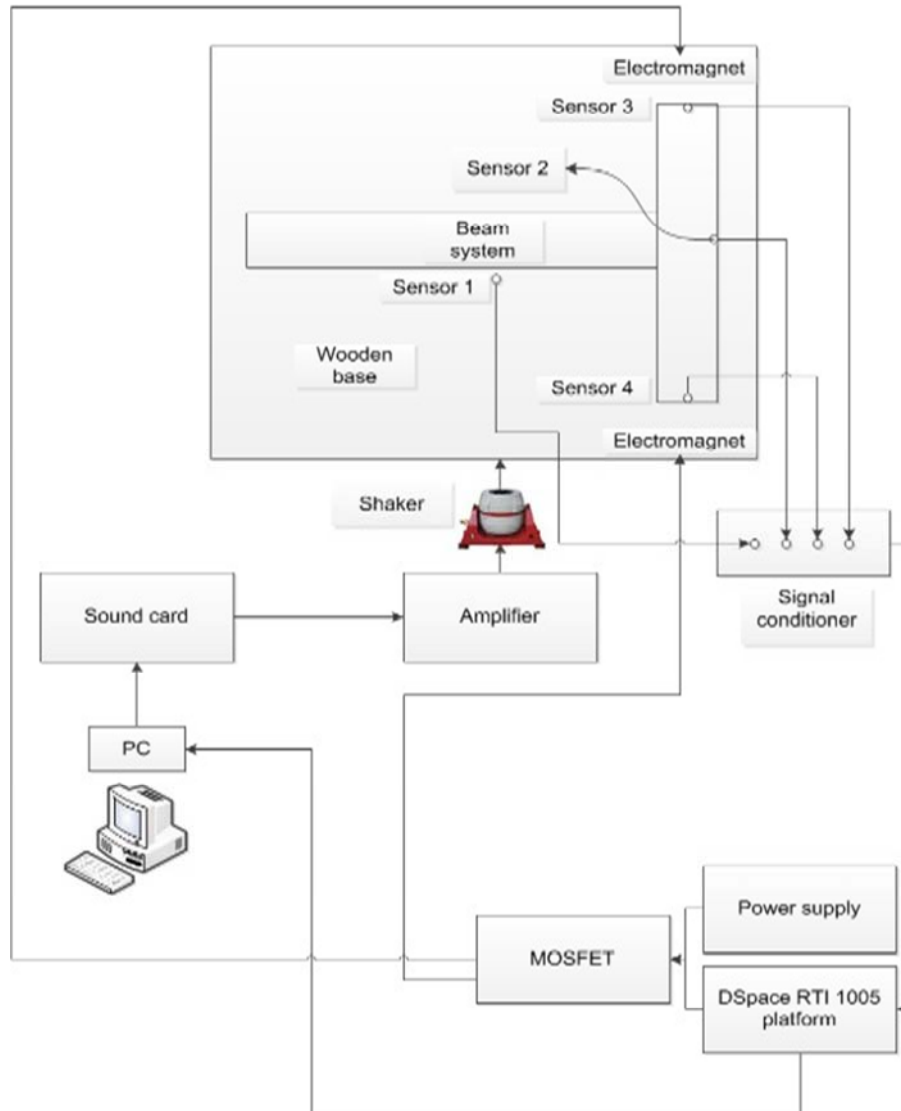 Electromagnet
Sensor 3
Sensor 2
Beam
system
Sensor 1
Wooden
base
Sensor 4
Electromagnet
Shaker
Sound card
Amplifier
Signal
conditioner
PC
Power supply
MOSFET
DSpace RTI 1005
platform